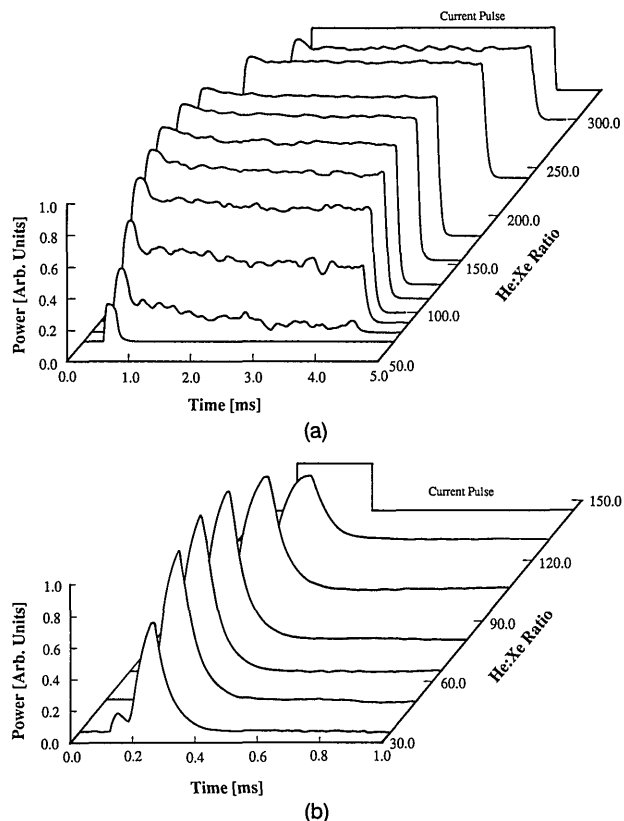 Current Pulse
300.0
250.0
200.0
150.0
100.0
50.0
He:Xe Ratio
Power [Arb. Units]
1.0
0.8
0.6
0.4
0.2
0.0
0.0 1.0 2.0 3.0 4.0 5.0
Time [ms]
(a)
Current Pulse
150.0
120.0
90.0
60.0
30.0
He:Xe Ratio
Power [Arb. Units]
1.0
0.8
0.6
0.4
0.2
0.0
0.0 0.2 0.4 0.6 0.8 1.0
Time [ms]
(b)